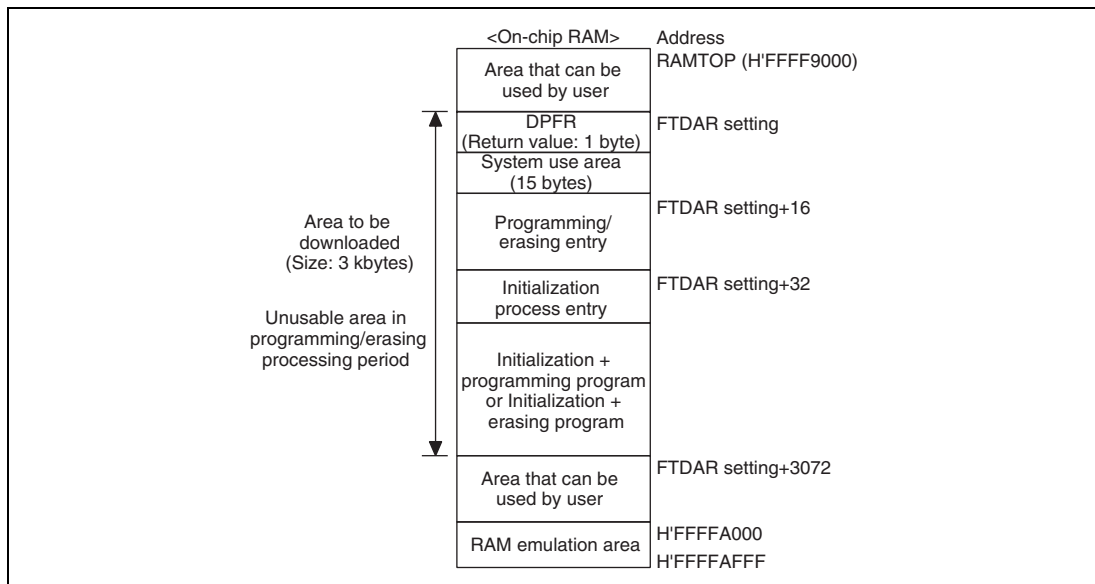 <On-chip RAM>
Address
RAMTOP (H'FFFF9000)
Area that can be
used by user
DPFR
(Return value: 1 byte)
FTDAR setting
System use area
(15 bytes)
Programming/
erasing entry
FTDAR setting+16
Area to be
downloaded
(Size: 3 kbytes)
Initialization
process entry
FTDAR setting+32
Unusable area in
programming/erasing
processing period
Initialization +
programming program
or Initialization +
erasing program
Area that can be
used by user
FTDAR setting+3072
RAM emulation area
H'FFFFA000
H'FFFFAFFF